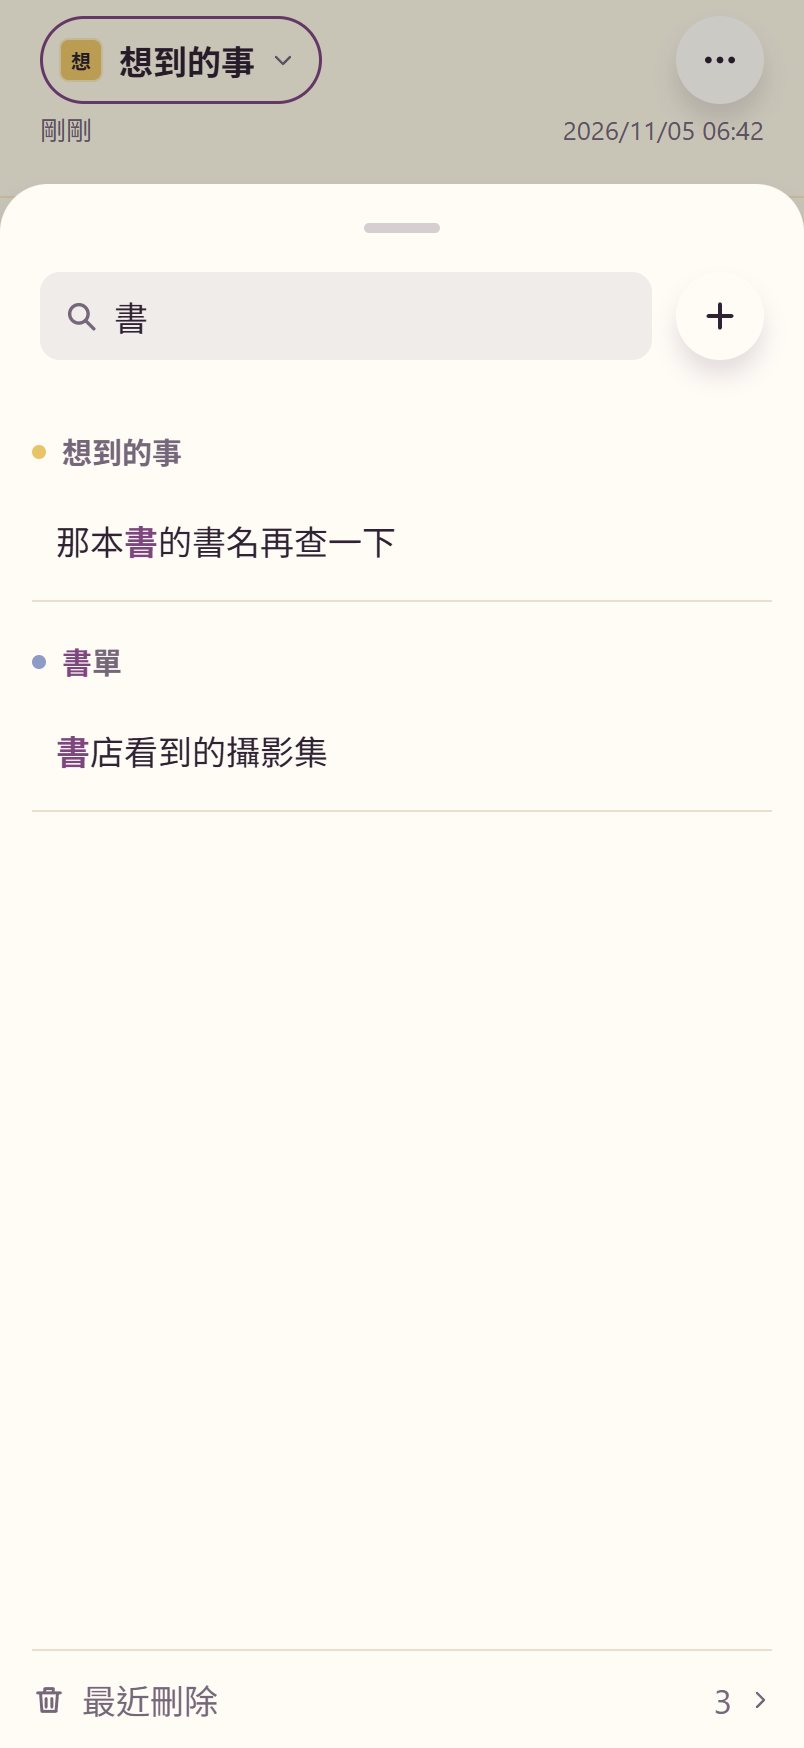 想 想到的事
剛剛 2026/11/05 06:42
書
想到的事
那本書的書名再查一下
書單
書店看到的攝影集
最近刪除 3